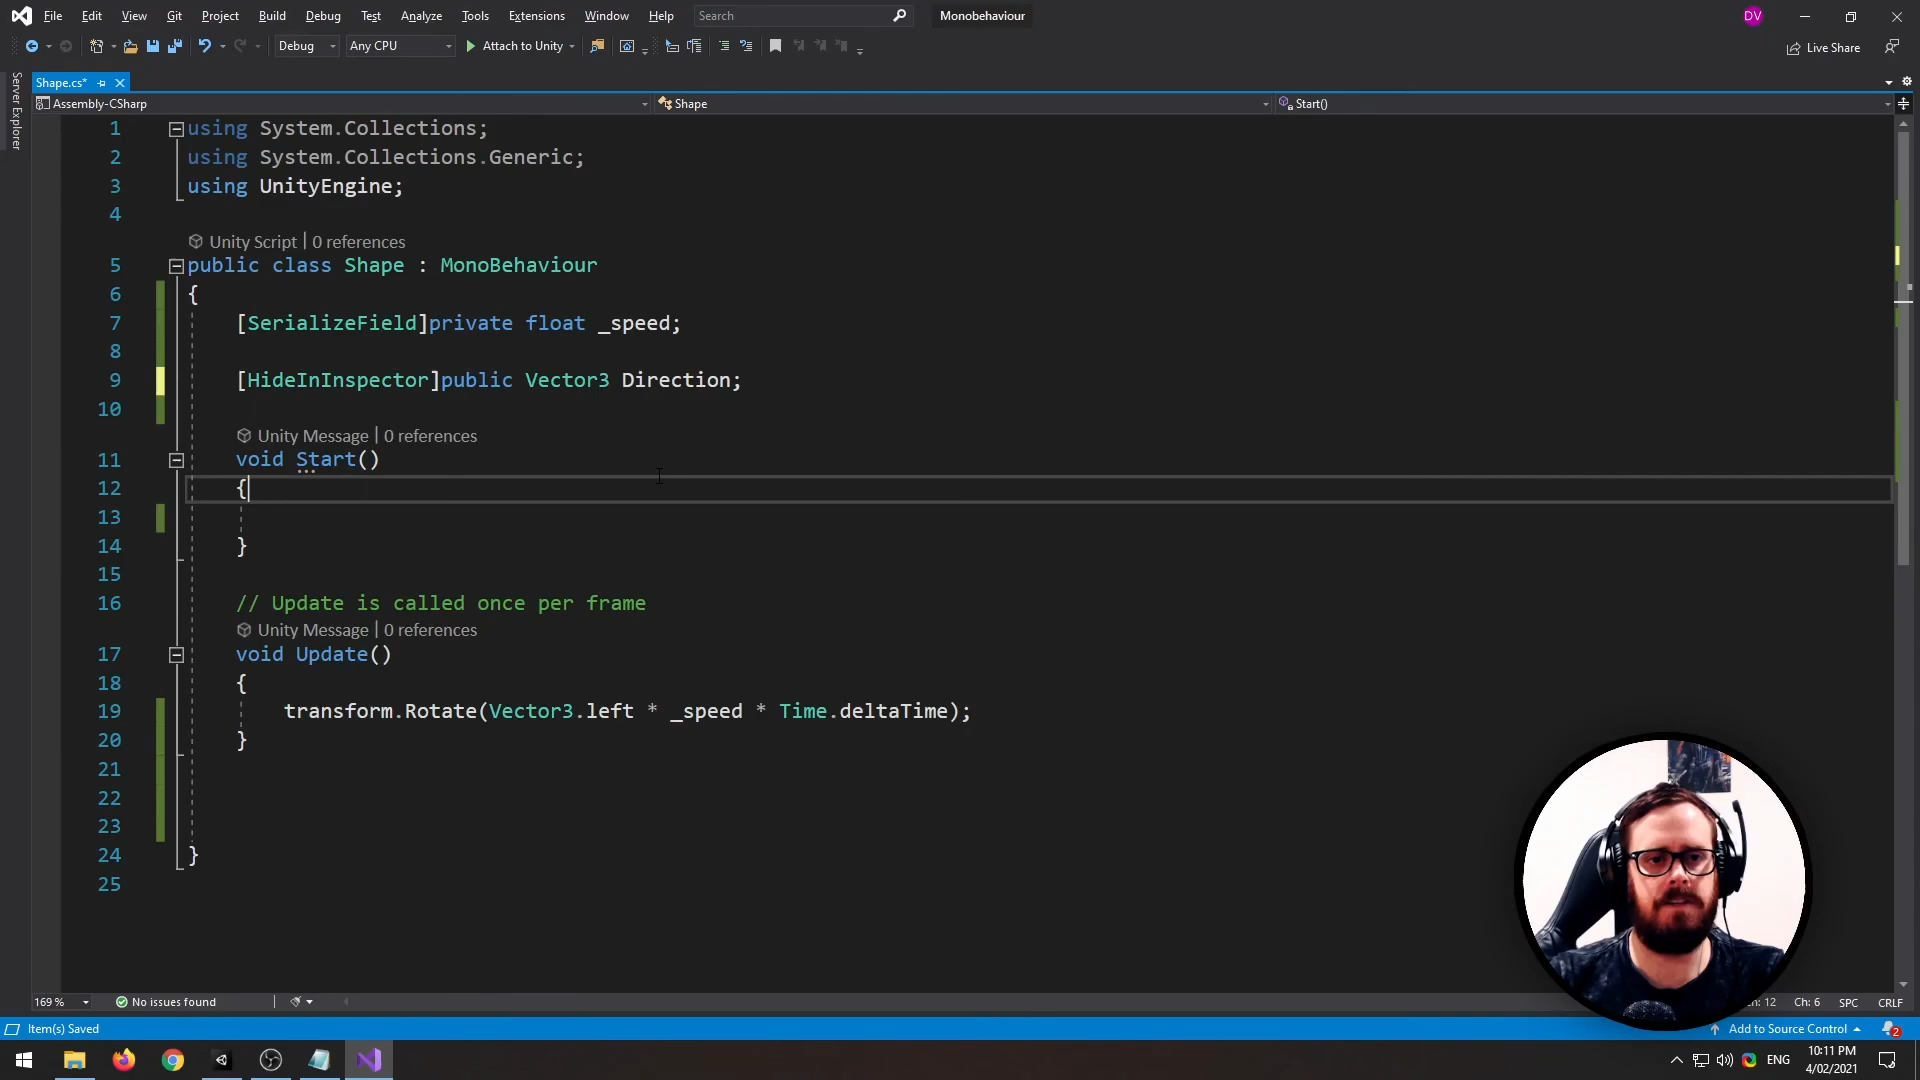 File Edit View Git Project Build Debug Test Analyze Tools Extensions Window Help Search Monobehaviour DV
Debug Any CPU Attach to Unity Live Share
Shape.cs*
Assembly-CSharp Shape Start()
Server Explorer
1 using System.Collections;
2 using System.Collections.Generic;
3 using UnityEngine;
4
Unity Script | 0 references
5 public class Shape : MonoBehaviour
6 {
7 [SerializeField]private float _speed;
8
9 [HideInInspector]public Vector3 Direction;
10
Unity Message | 0 references
11 void Start()
12 {
13
14 }
15
16 // Update is called once per frame
Unity Message | 0 references
17 void Update()
18 {
19 transform.Rotate(Vector3.left * _speed * Time.deltaTime);
20 }
21
22
23
24 }
25
169 % No issues found : 12 Ch: 6 SPC CRLF
Item(s) Saved Add to Source Control 2
ENG 10:11 PM
4/02/2021